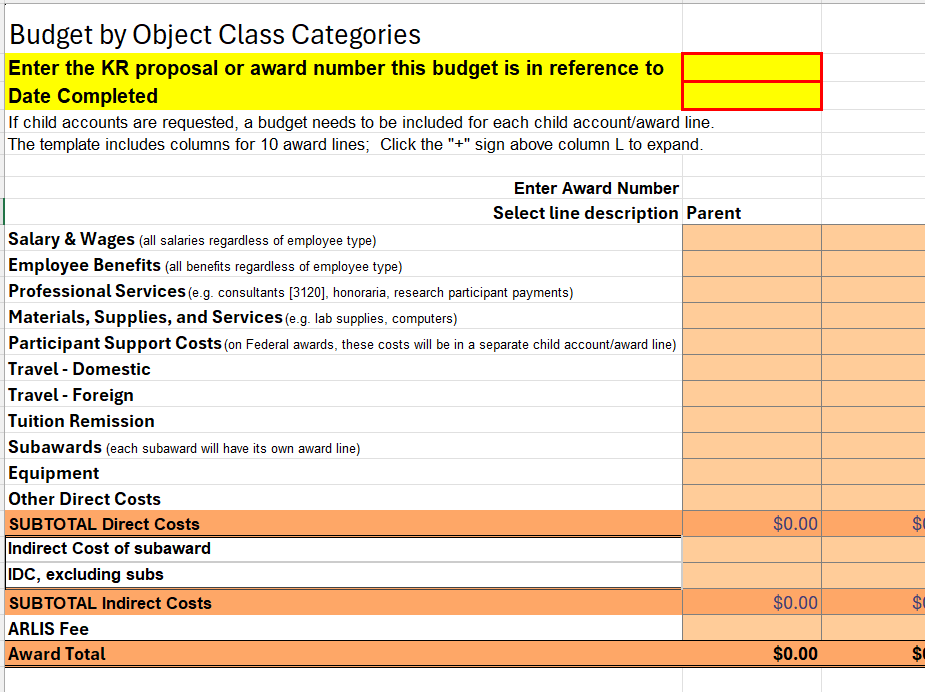 Budget by Object Class Categories
Enter the KR proposal or award number this budget is in reference to
Date Completed
If child accounts are requested, a budget needs to be included for each child account/award line.
The template includes columns for 10 award lines;  Click the "+" sign above column L to expand.
Enter Award Number
Select line description Parent
Salary & Wages (all salaries regardless of employee type)
Employee Benefits (all benefits regardless of employee type)
Professional Services (e.g. consultants [3120], honoraria, research participant payments)
Materials, Supplies, and Services (e.g. lab supplies, computers)
Participant Support Costs (on Federal awards, these costs will be in a separate child account/award line)
Travel - Domestic
Travel - Foreign
Tuition Remission
Subawards (each subaward will have its own award line)
Equipment
Other Direct Costs
SUBTOTAL Direct Costs $0.00
Indirect Cost of subaward
IDC, excluding subs
SUBTOTAL Indirect Costs $0.00
ARLIS Fee
Award Total $0.00